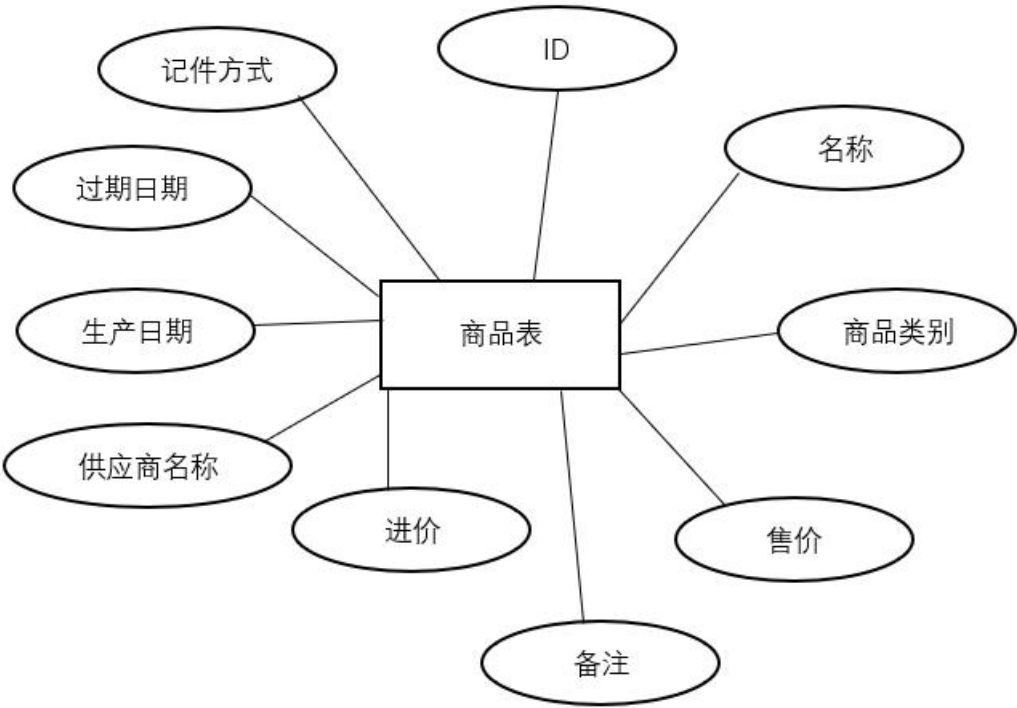 ID
记件方式
名称
过期日期
生产日期
商品表
商品类别
供应商名称
进价
售价
备注